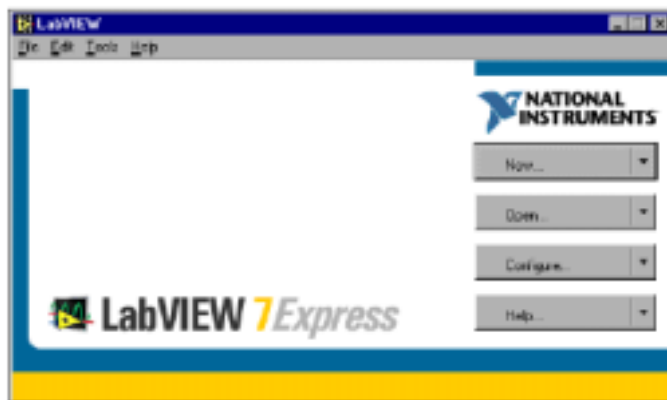 LabVIEW
File Edit Tools Help
NATIONAL
INSTRUMENTS
New...
Open...
Configure...
Help...
LabVIEW 7 Express